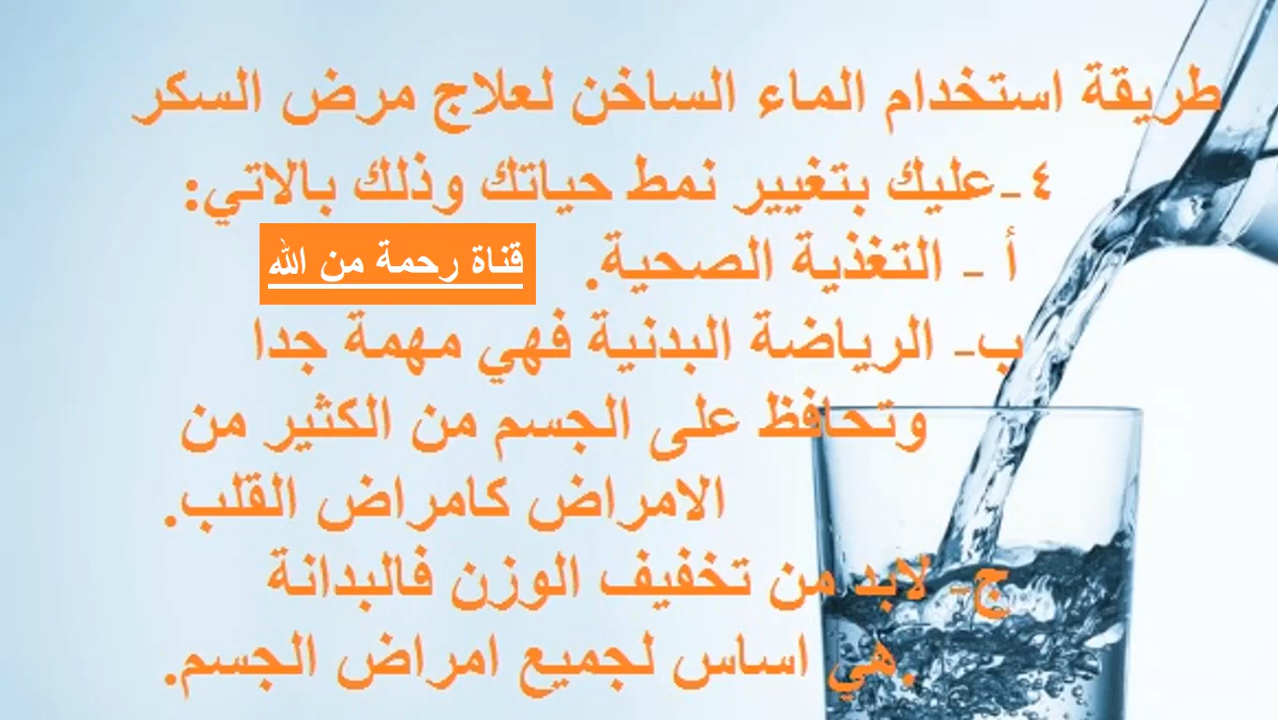 طريقة استخدام الماء الساخن لعلاج مرض السكر
٤-عليك بتغيير نمط حياتك وذلك بالاتي:
أ - التغذية الصحية.
قناة رحمة من الله
ب- الرياضة البدنية فهي مهمة جدا
وتحافظ على الجسم من الكثير من
الامراض كامراض القلب.
ج- لابد من تخفيف الوزن فالبدانة
.هي اساس لجميع امراض الجسم.